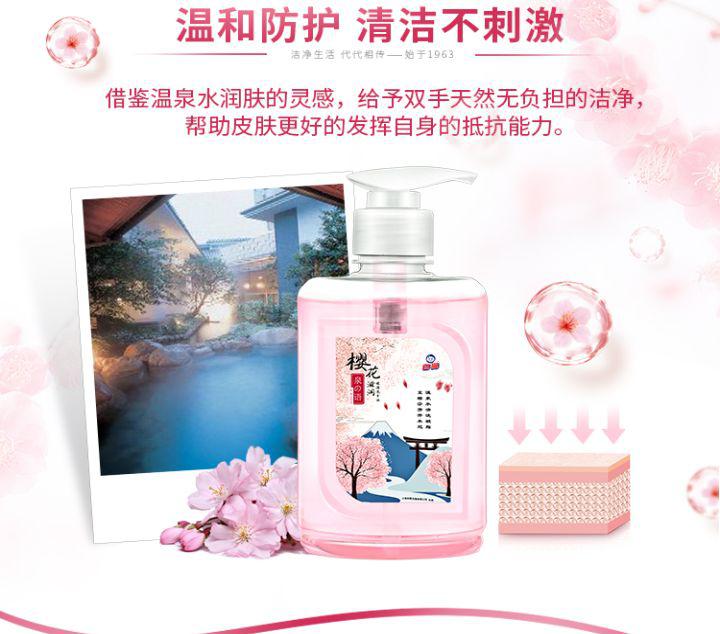 温和防护 清洁不刺激
洁净生活 代代相传——始于1963
借鉴温泉水润肤的灵感，给予双手天然无负担的洁净，
帮助皮肤更好的发挥自身的抵抗能力。
樱花滋润
泉の语